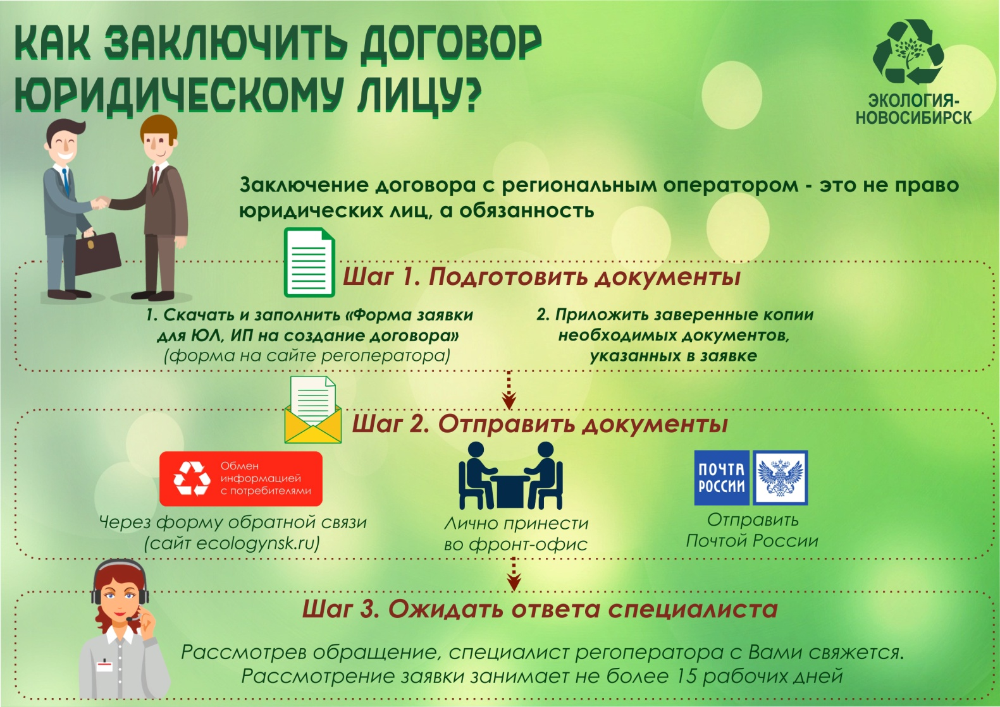 КАК ЗАКЛЮЧИТЬ ДОГОВОР
ЮРИДИЧЕСКОМУ ЛИЦУ?
ЭКОЛОГИЯ-
НОВОСИБИРСК
Заключение договора с региональным оператором - это не право
юридических лиц, а обязанность
Шаг 1. Подготовить документы
1. Скачать и заполнить «Форма заявки
для ЮЛ, ИП на создание договора»
(форма на сайте регоператора)
2. Приложить заверенные копии
необходимых документов,
указанных в заявке
Шаг 2. Отправить документы
Обмен
информацией
с потребителями
Через форму обратной связи
(сайт ecologynsk.ru)
Лично принести
во фронт-офис
ПОЧТА
РОССИИ
Отправить
Почтой России
Шаг 3. Ожидать ответа специалиста
Рассмотрев обращение, специалист регоператора с Вами свяжется.
Рассмотрение заявки занимает не более 15 рабочих дней